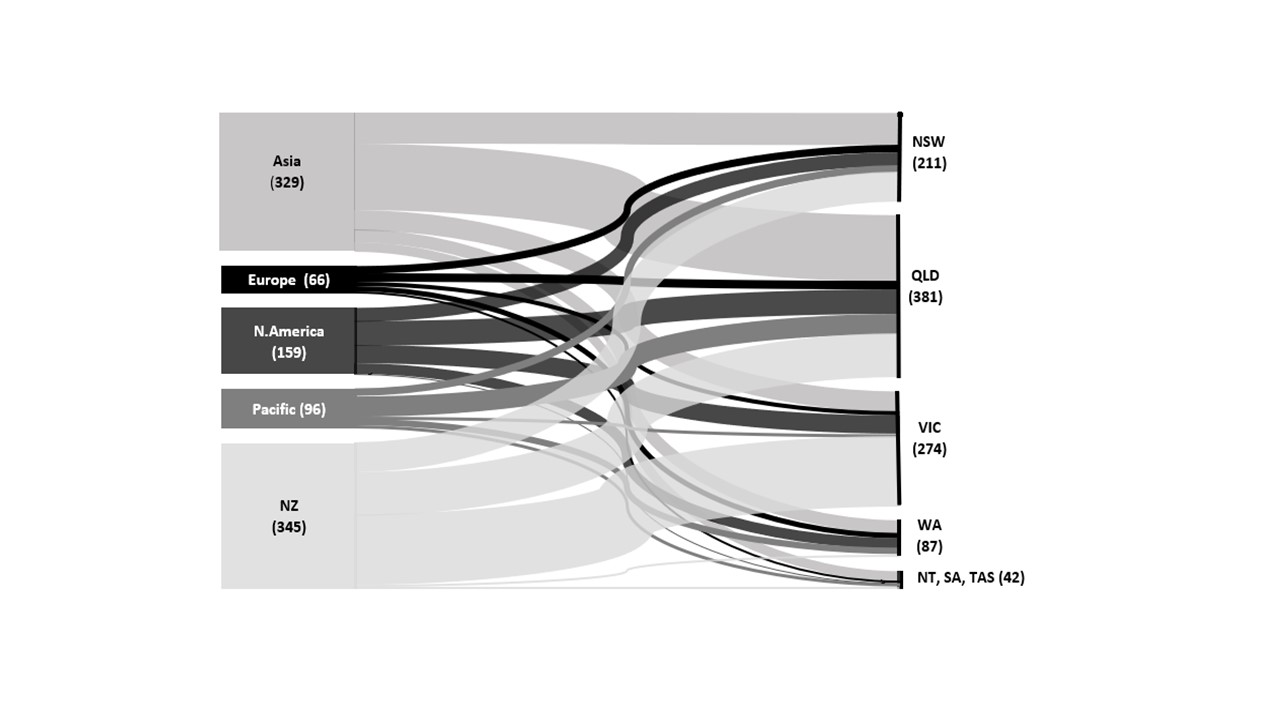 Asia
(329)
Europe (66)
N.America
(159)
Pacific (96)
NZ
(345)
NSW
(211)
QLD
(381)
VIC
(274)
WA
(87)
NT, SA, TAS (42)